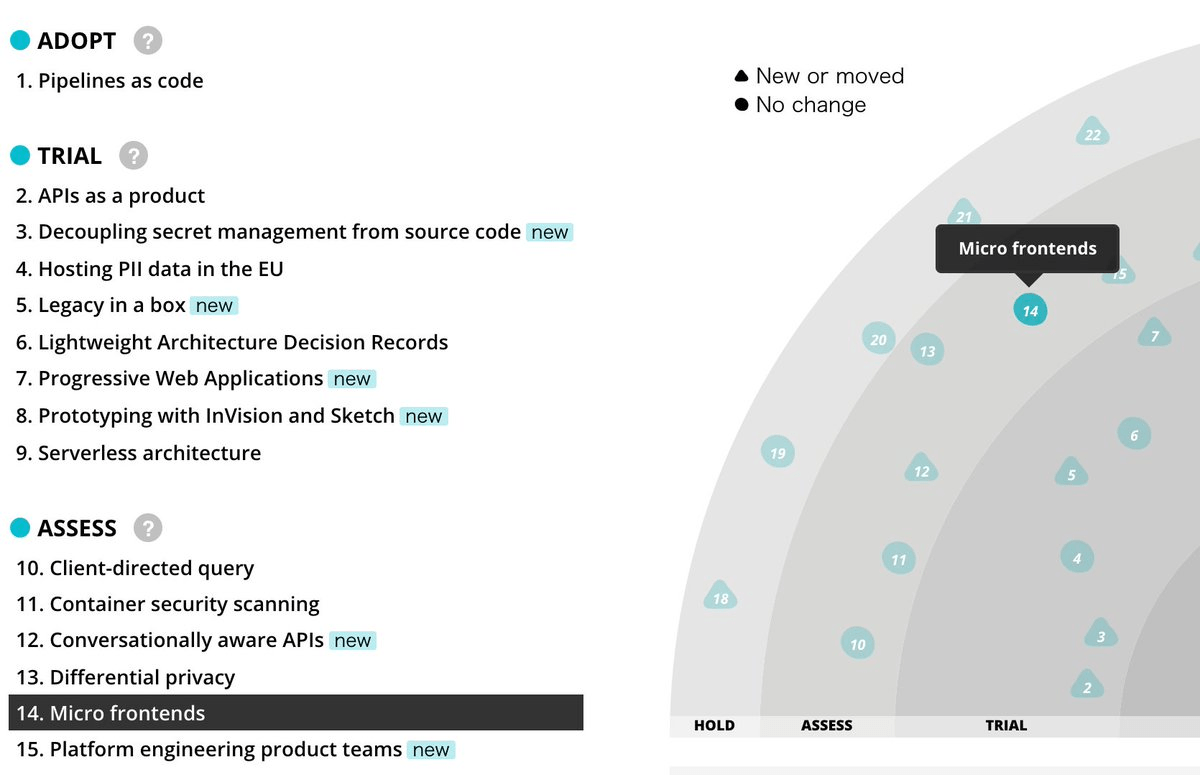 ADOPT ?
1. Pipelines as code
TRIAL ?
2. APIs as a product
3. Decoupling secret management from source code new
4. Hosting PII data in the EU
5. Legacy in a box new
6. Lightweight Architecture Decision Records
7. Progressive Web Applications new
8. Prototyping with InVision and Sketch new
9. Serverless architecture
ASSESS ?
10. Client-directed query
11. Container security scanning
12. Conversationally aware APIs new
13. Differential privacy
14. Micro frontends
15. Platform engineering product teams new
New or moved
No change
22
21
Micro frontends
15
14
20
13
7
6
19
12
5
11
4
18
10
3
2
HOLD ASSESS TRIAL